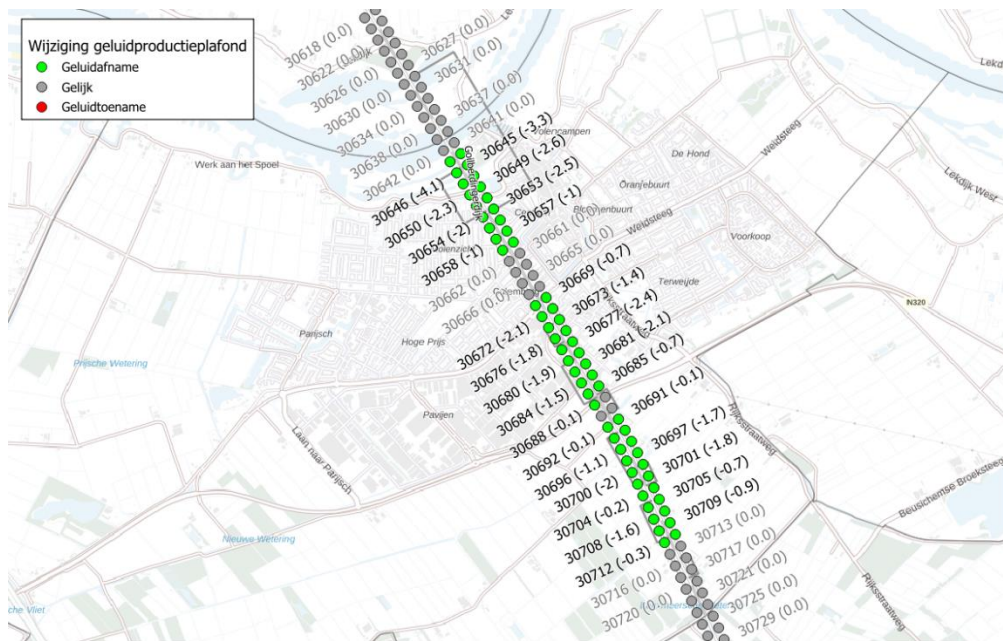 Wijziging geluidproductieplafond
Geluidafname
Gelijk
Geluidtoename
30618 (0.0)
30622 (0.0)
30626 (0.0)
30630 (0.0)
30634 (0.0)
30638 (0.0)
30642 (0.0)
30646 (-4.1)
30650 (-2.3)
30654 (-2)
30658 (-1)
30662 (0.0)
30666 (0.0)
30672 (-2.1)
30676 (-1.8)
30680 (-1.9)
30684 (-1.5)
30688 (-0.1)
30692 (-0.1)
30696 (-1.1)
30700 (-2)
30704 (-0.2)
30708 (-1.6)
30712 (-0.3)
30716 (0.0)
30720 (0.0)
30627 (0.0)
30631 (0.0)
30637 (0.0)
30641 (0.0)
30645 (-3.3)
30649 (-2.6)
30653 (-2.5)
30657 (-1)
30661 (0.0)
30665 (0.0)
30669 (-0.7)
30673 (-1.4)
30677 (-2.4)
30681 (-2.1)
30685 (-0.7)
30691 (-0.1)
30697 (-1.7)
30701 (-1.8)
30705 (-0.7)
30709 (-0.9)
30713 (0.0)
30717 (0.0)
30721 (0.0)
30725 (0.0)
30729 (0.0)
Werk aan het Spoel
Goilberdingerdijk
De Hond
Oranjebuurt
Weidsteeg
Weidsteeg
Voorkoop
Terweijde
Lekdijk West
N320
Rijksstraatweg
Rijksstraatweg
Rijksstraatweg
Beusichemse Broeksteeg
Parijsch
Hoge Prijs
Prijsche Wetering
Pavijen
Laan naar Parijsch
Nieuwe Wetering
che Vliet